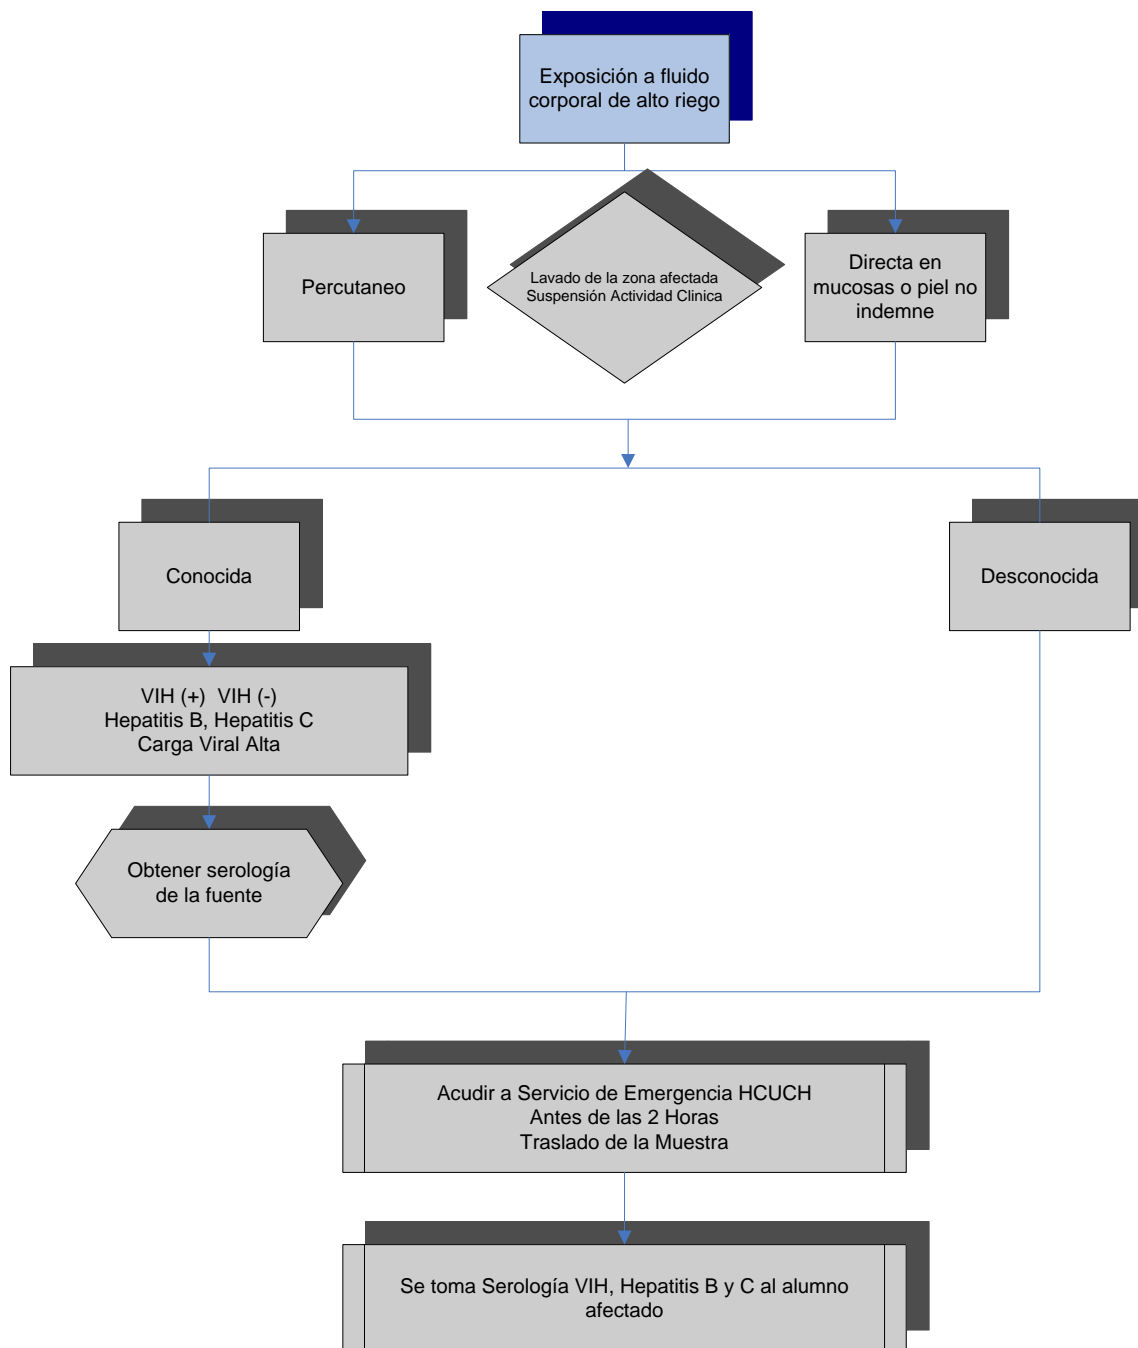 Exposición a fluido
corporal de alto riego
Percutaneo
Lavado de la zona afectada
Suspensión Actividad Clinica
Directa en
mucosas o piel no
indemne
Conocida
Desconocida
VIH (+)  VIH (-)
Hepatitis B, Hepatitis C
Carga Viral Alta
Obtener serología
de la fuente
Acudir a Servicio de Emergencia HCUCH
Antes de las 2 Horas
Traslado de la Muestra
Se toma Serología VIH, Hepatitis B y C al alumno
afectado